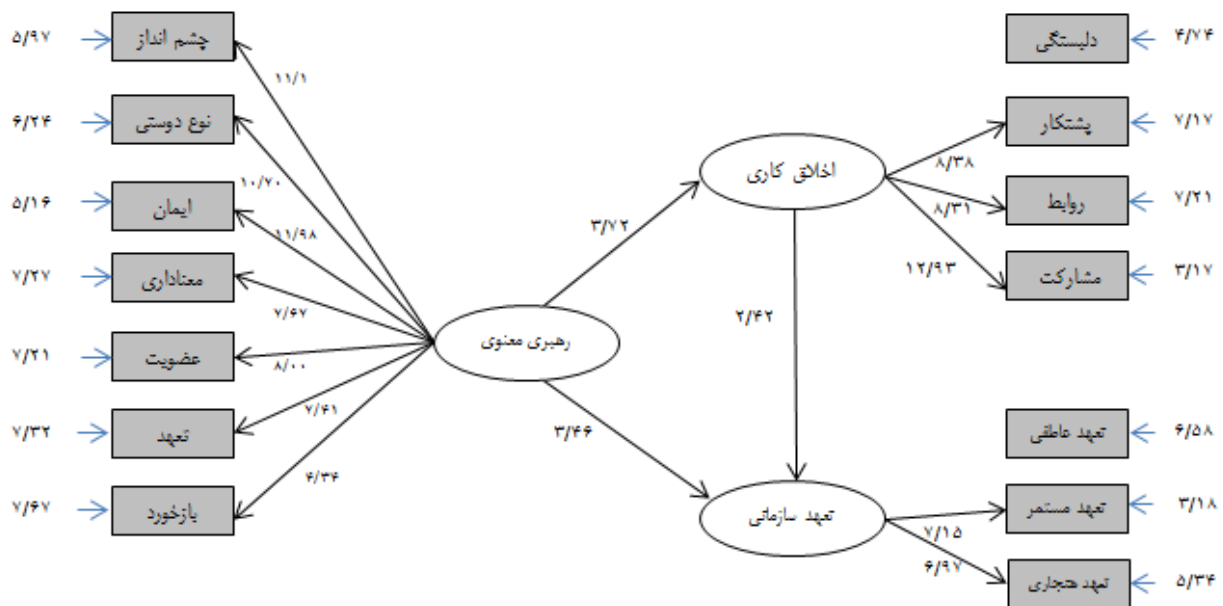 ۵/۹۷
چشم انداز
۱۱/۱
۶/۲۴
نوع دوستی
۱۰/۷۰
۵/۱۶
ایمان
۱۱/۹۸
۷/۲۷
معناداری
۷/۶۷
۷/۲۱
عضویت
۸/۰۰
۷/۳۲
تعهد
۷/۴۱
۷/۶۷
بازخورد
۴/۳۴
رهبری معنوی
۳/۷۲
۳/۴۶
اخلاق کاری
۲/۴۲
تعهد سازمانی
دلبستگی
۴/۷۴
پشتکار
۷/۱۷
۸/۳۸
روابط
۷/۲۱
۸/۳۱
مشارکت
۳/۱۷
۱۲/۹۳
تعهد عاطفی
۶/۵۸
تعهد مستمر
۳/۱۸
۷/۱۵
تعهد هنجاری
۵/۳۴
۶/۹۷